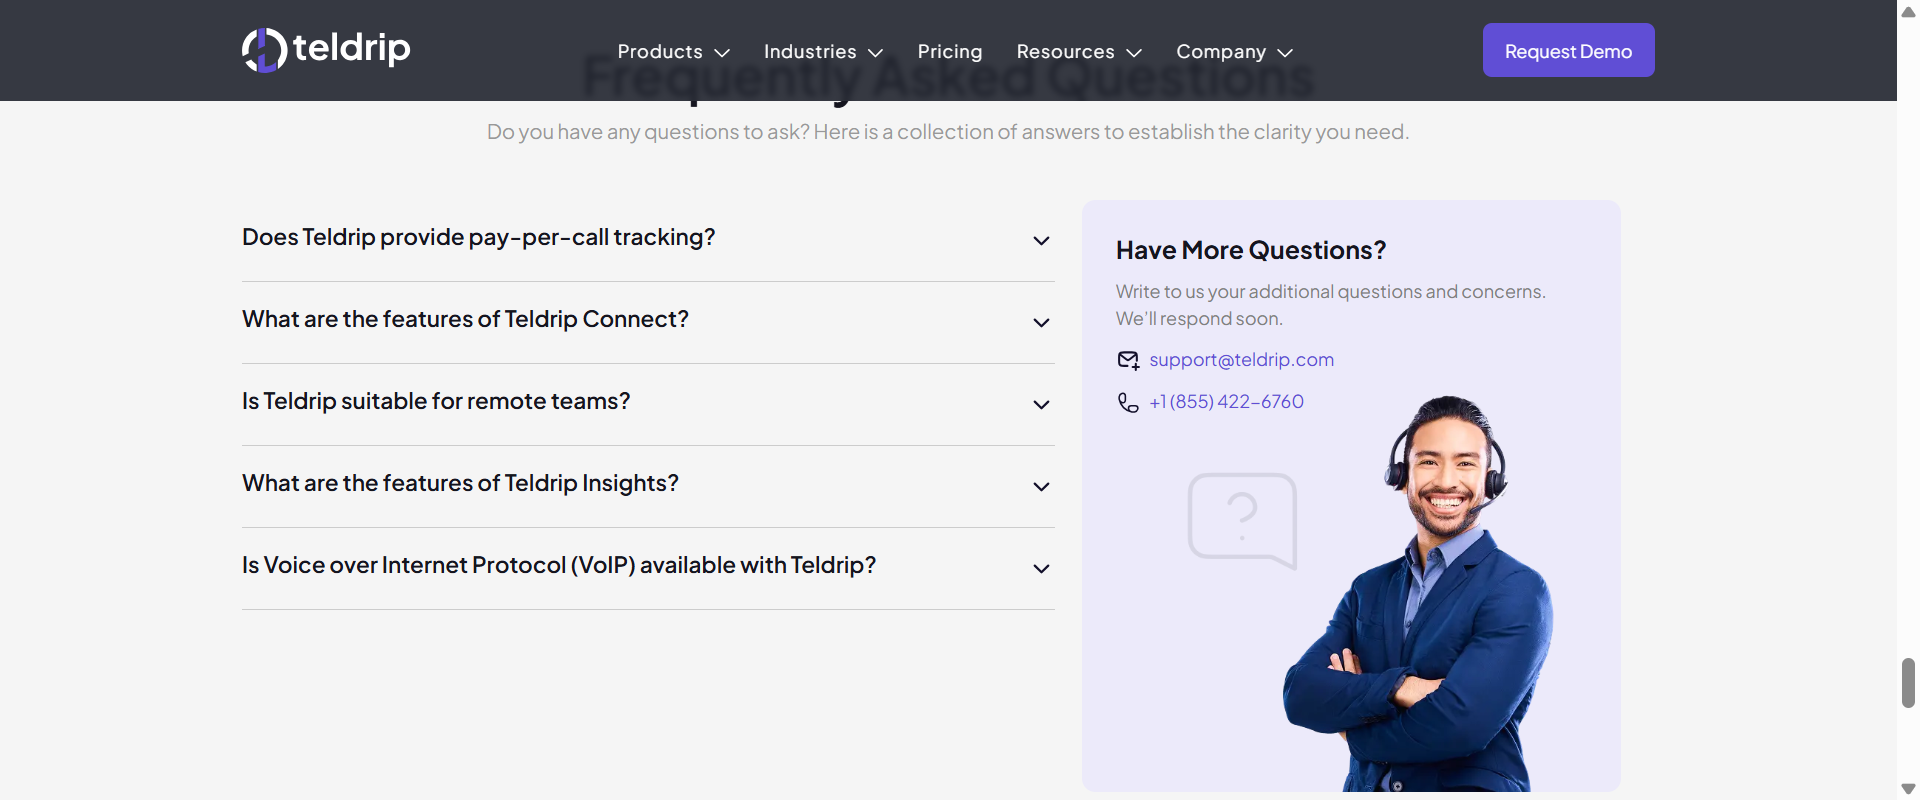 teldrip
Products
Industries
Pricing
Resources
Company
Request Demo
Frequently Asked Questions
Do you have any questions to ask? Here is a collection of answers to establish the clarity you need.
Does Teldrip provide pay-per-call tracking?
What are the features of Teldrip Connect?
Is Teldrip suitable for remote teams?
What are the features of Teldrip Insights?
Is Voice over Internet Protocol (VoIP) available with Teldrip?
Have More Questions?
Write to us your additional questions and concerns.
We'll respond soon.
support@teldrip.com
+1 (855) 422-6760